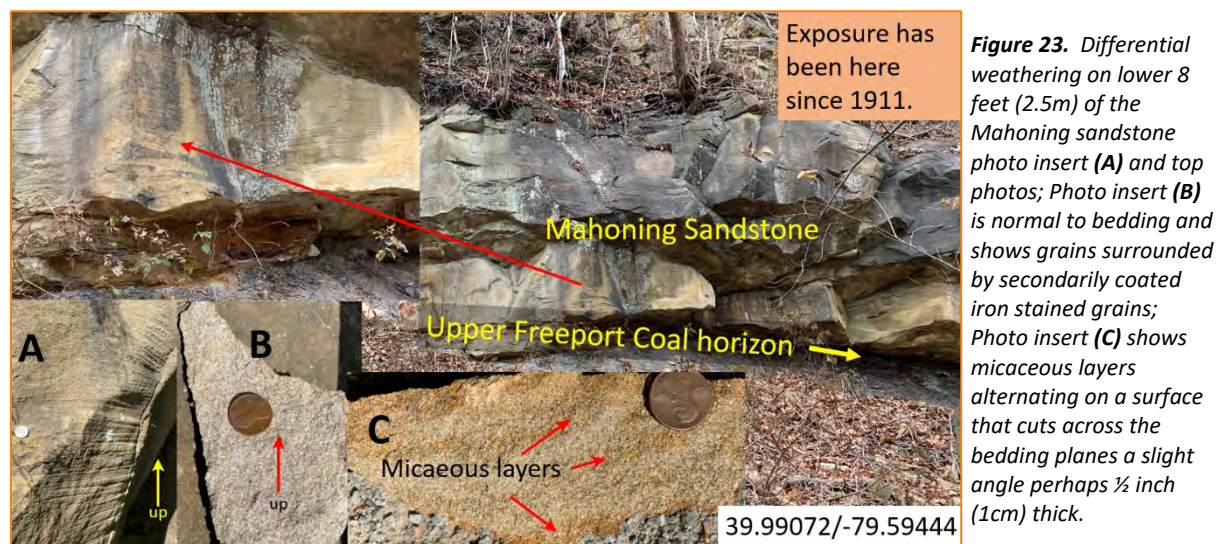 Exposure has
been here
since 1911.
Mahoning Sandstone
Upper Freeport Coal horizon
A
up
B
up
C
Micaeous layers
39.99072/-79.59444
Figure 23. Differential
weathering on lower 8
feet (2.5m) of the
Mahoning sandstone
photo insert (A) and top
photos; Photo insert (B)
is normal to bedding and
shows grains surrounded
by secondarily coated
iron stained grains;
Photo insert (C) shows
micaceous layers
alternating on a surface
that cuts across the
bedding planes a slight
angle perhaps ½ inch
(1cm) thick.